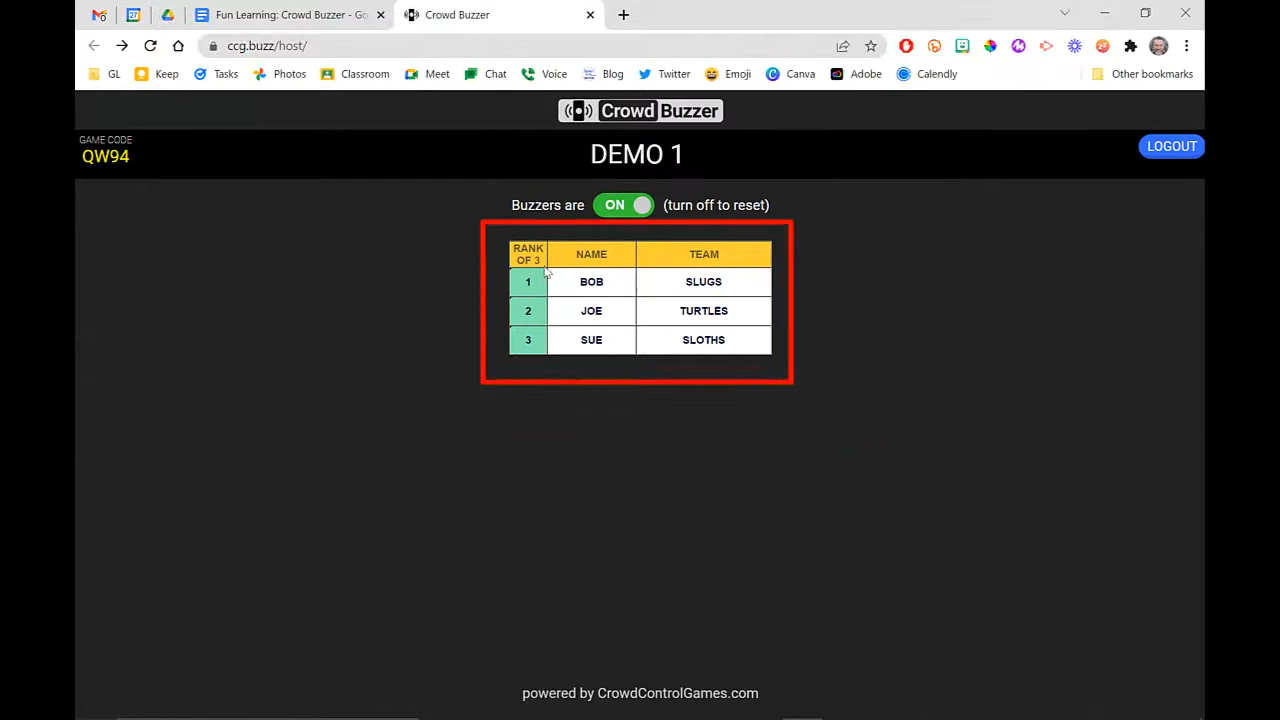 Fun Learning: Crowd Buzzer - Go
Crowd Buzzer
ccg.buzz/host/
GL Keep Tasks Photos Classroom Meet Chat Voice Blog Twitter Emoji Canva Adobe Calendly Other bookmarks
Crowd Buzzer
GAME CODE
QW94
DEMO 1
LOGOUT
Buzzers are ON (turn off to reset)
RANK OF 3 NAME TEAM
1 BOB SLUGS
2 JOE TURTLES
3 SUE SLOTHS
powered by CrowdControlGames.com